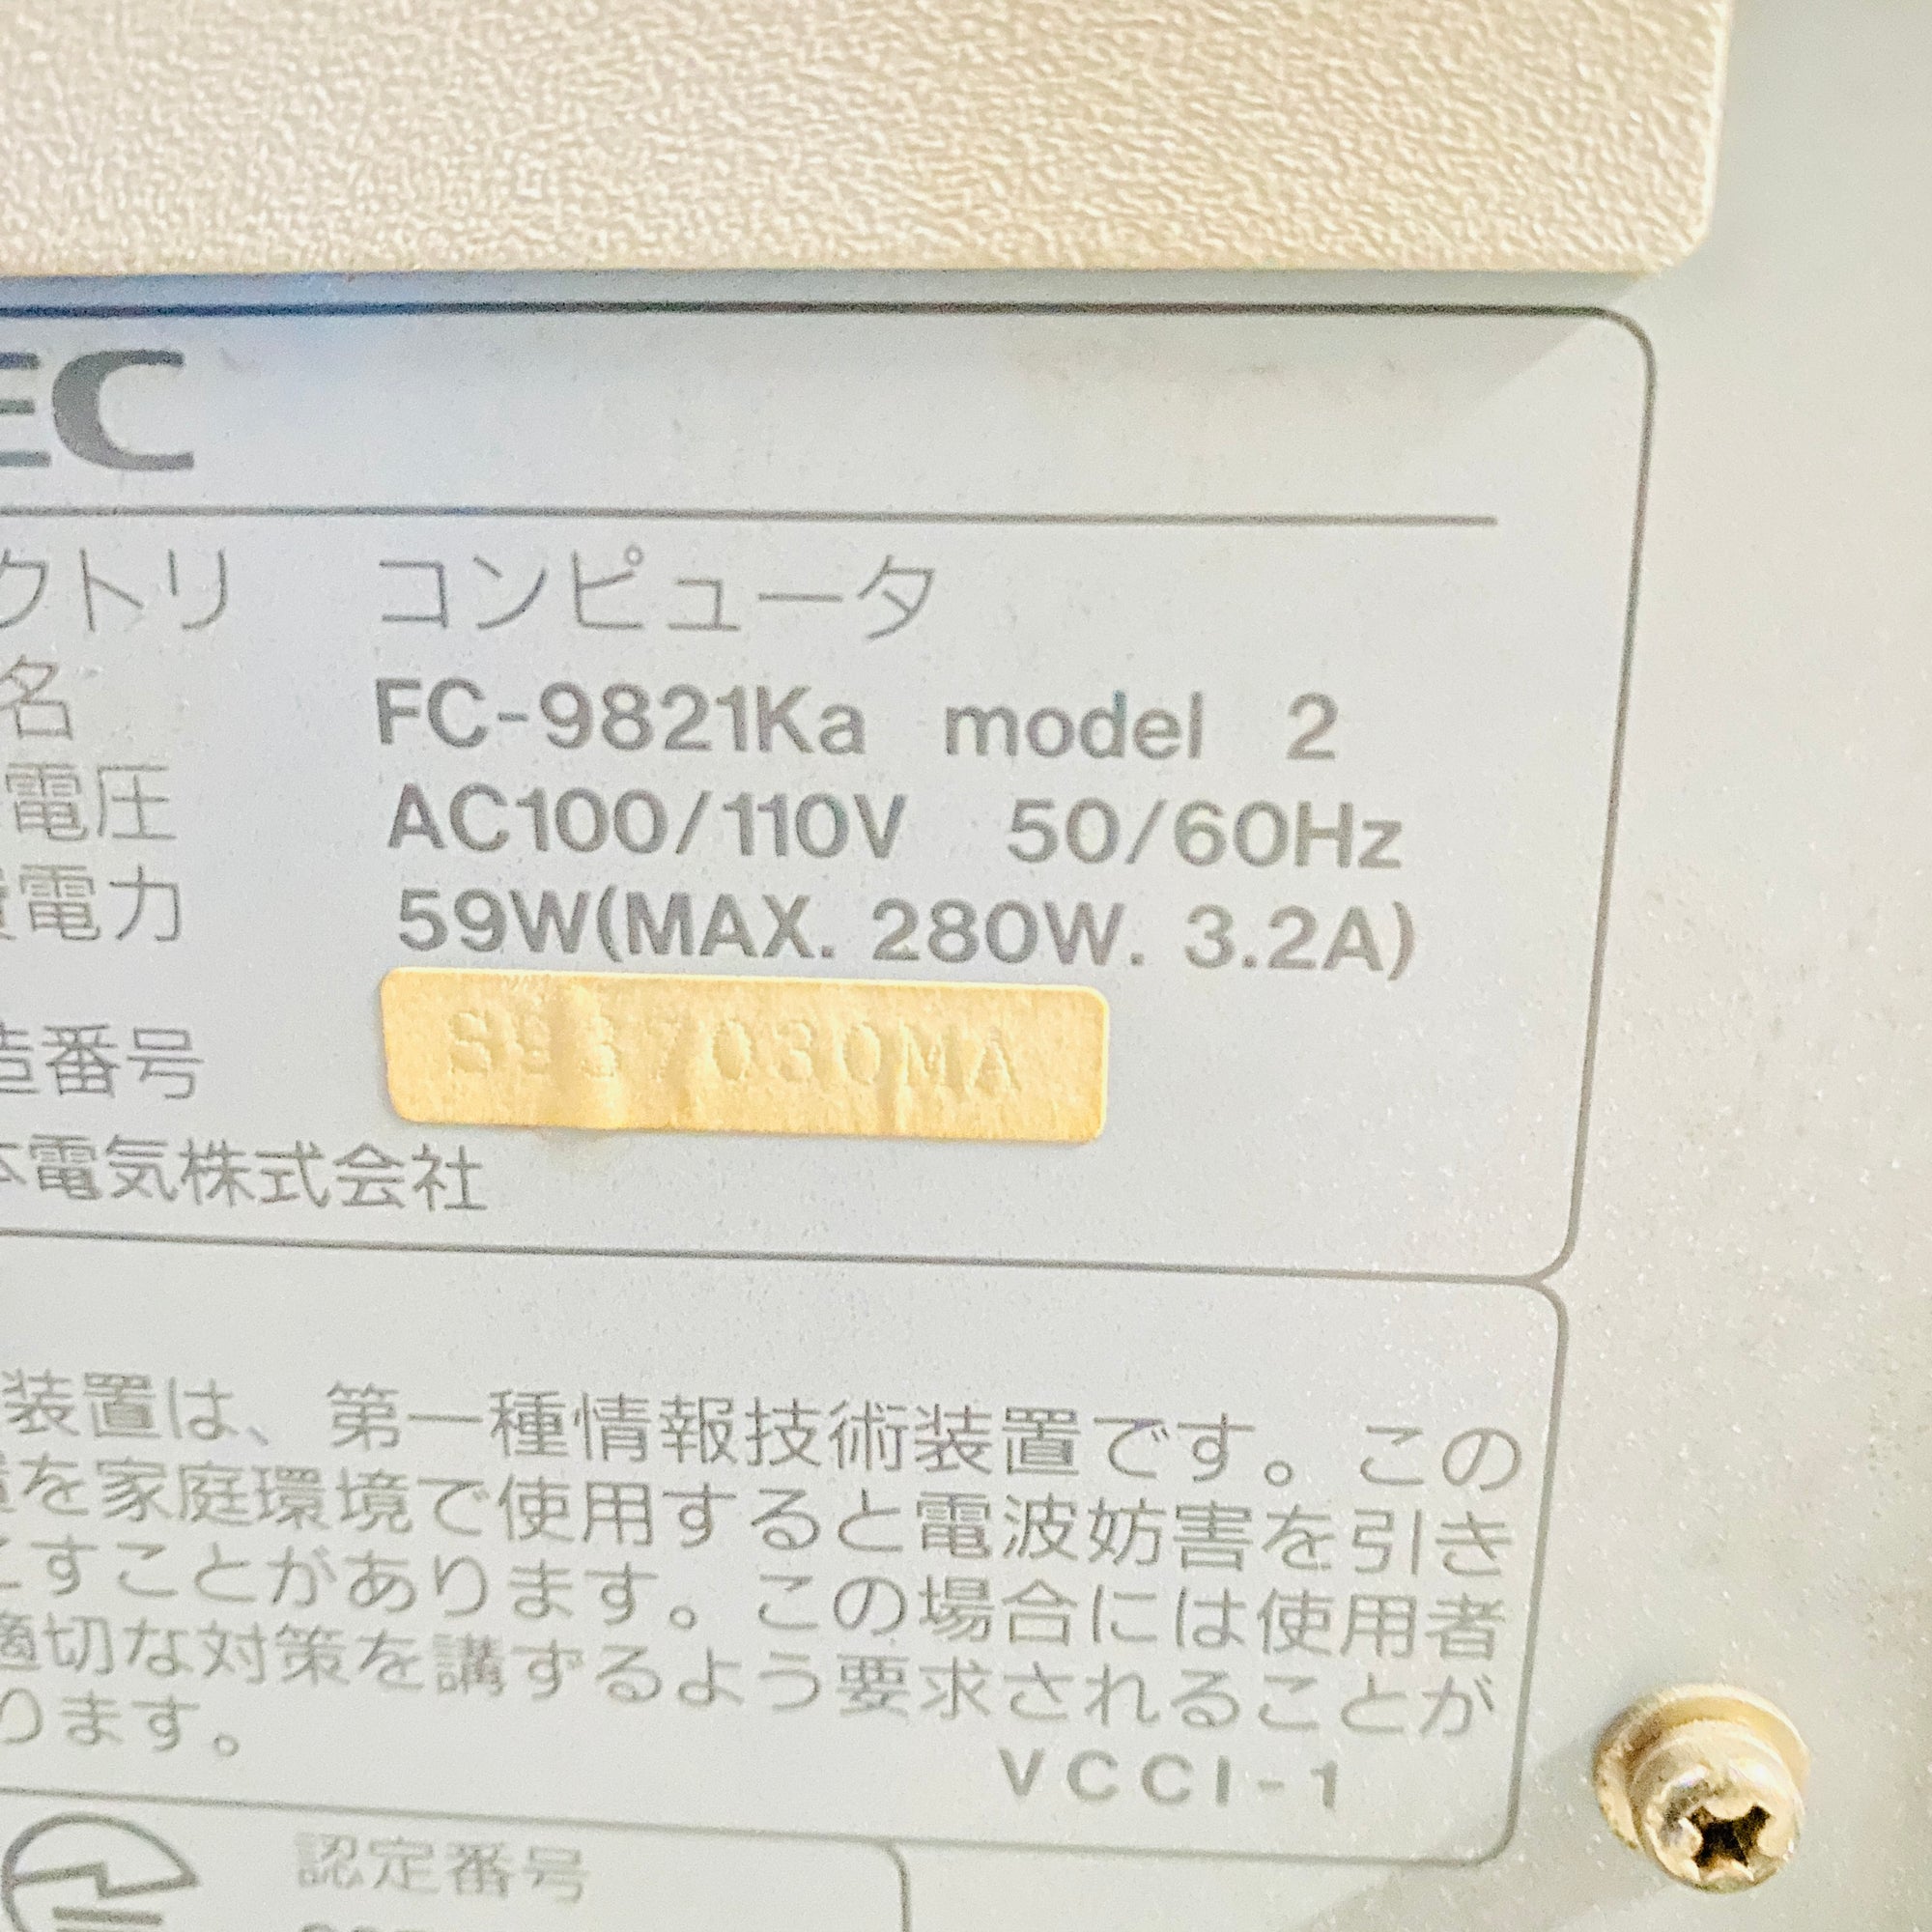 EC
クトリ コンピュータ
名 FC-9821Ka model 2
電圧 AC100/110V 50/60Hz
電力 59W(MAX. 280W. 3.2A)
造番号
本電気株式会社
装置は、第一種情報技術装置です。この
を家庭環境で使用すると電波妨害を引き
こすことがあります。この場合には使用者
適切な対策を講ずるよう要求されることが
ります。
VCCI-1
認定番号